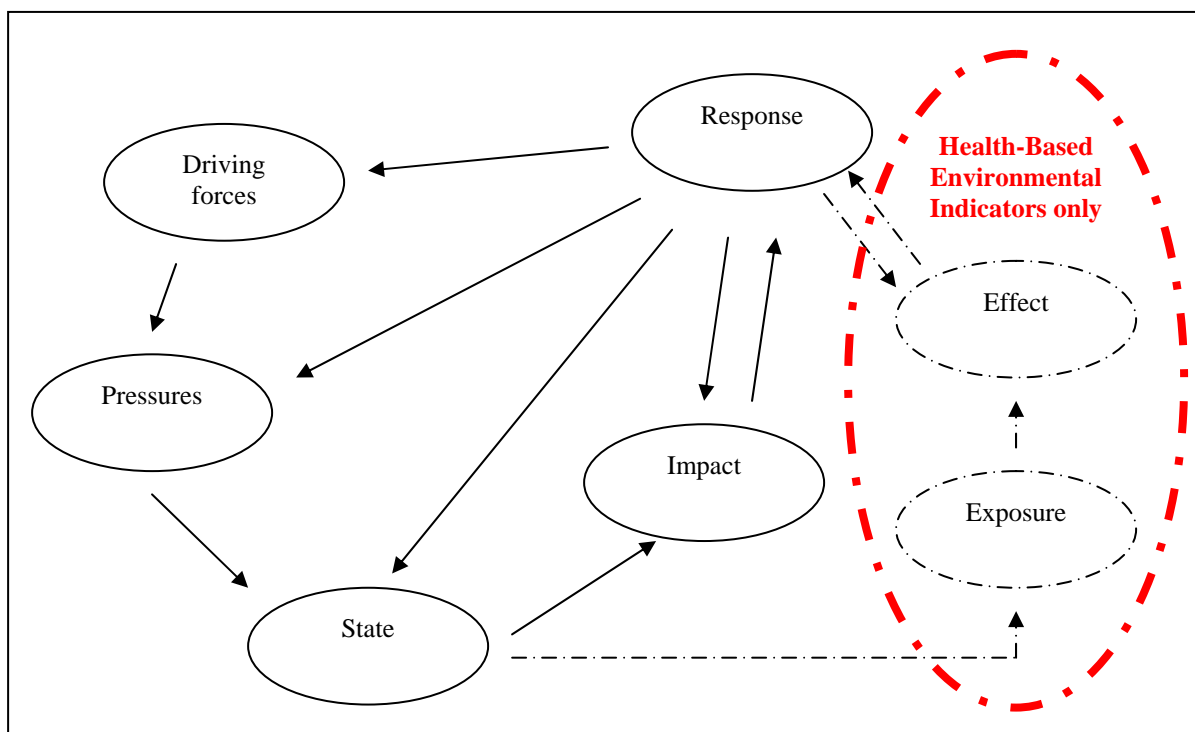 Response
Driving
forces
Health-Based
Environmental
Indicators only
Effect
Pressures
Impact
Exposure
State